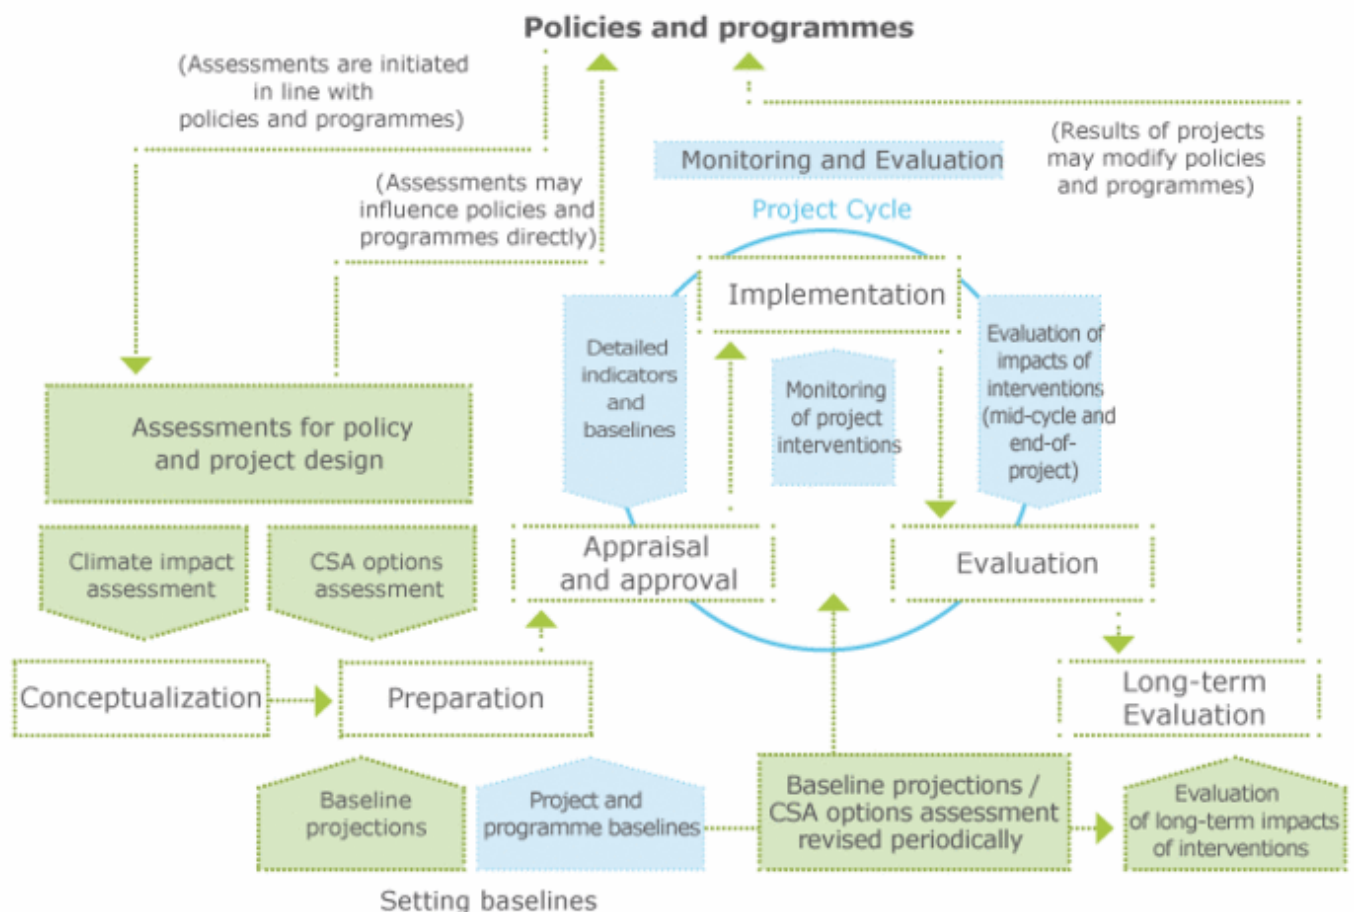 Policies and programmes
(Assessments are initiated
in line with
policies and programmes)
(Assessments may
influence policies and
programmes directly)
(Results of projects
may modify policies
and programmes)
Monitoring and Evaluation
Project Cycle
Implementation
Detailed
indicators
and
baselines
Monitoring
of project
interventions
Evaluation of
impacts of
interventions
(mid-cycle and
end-of-
project)
Assessments for policy
and project design
Climate impact
assessment
CSA options
assessment
Appraisal
and approval
Evaluation
Conceptualization
Preparation
Long-term
Evaluation
Baseline
projections
Project and
programme baselines
Baseline projections /
CSA options assessment
revised periodically
Evaluation
of long-term impacts
of interventions
Setting baselines